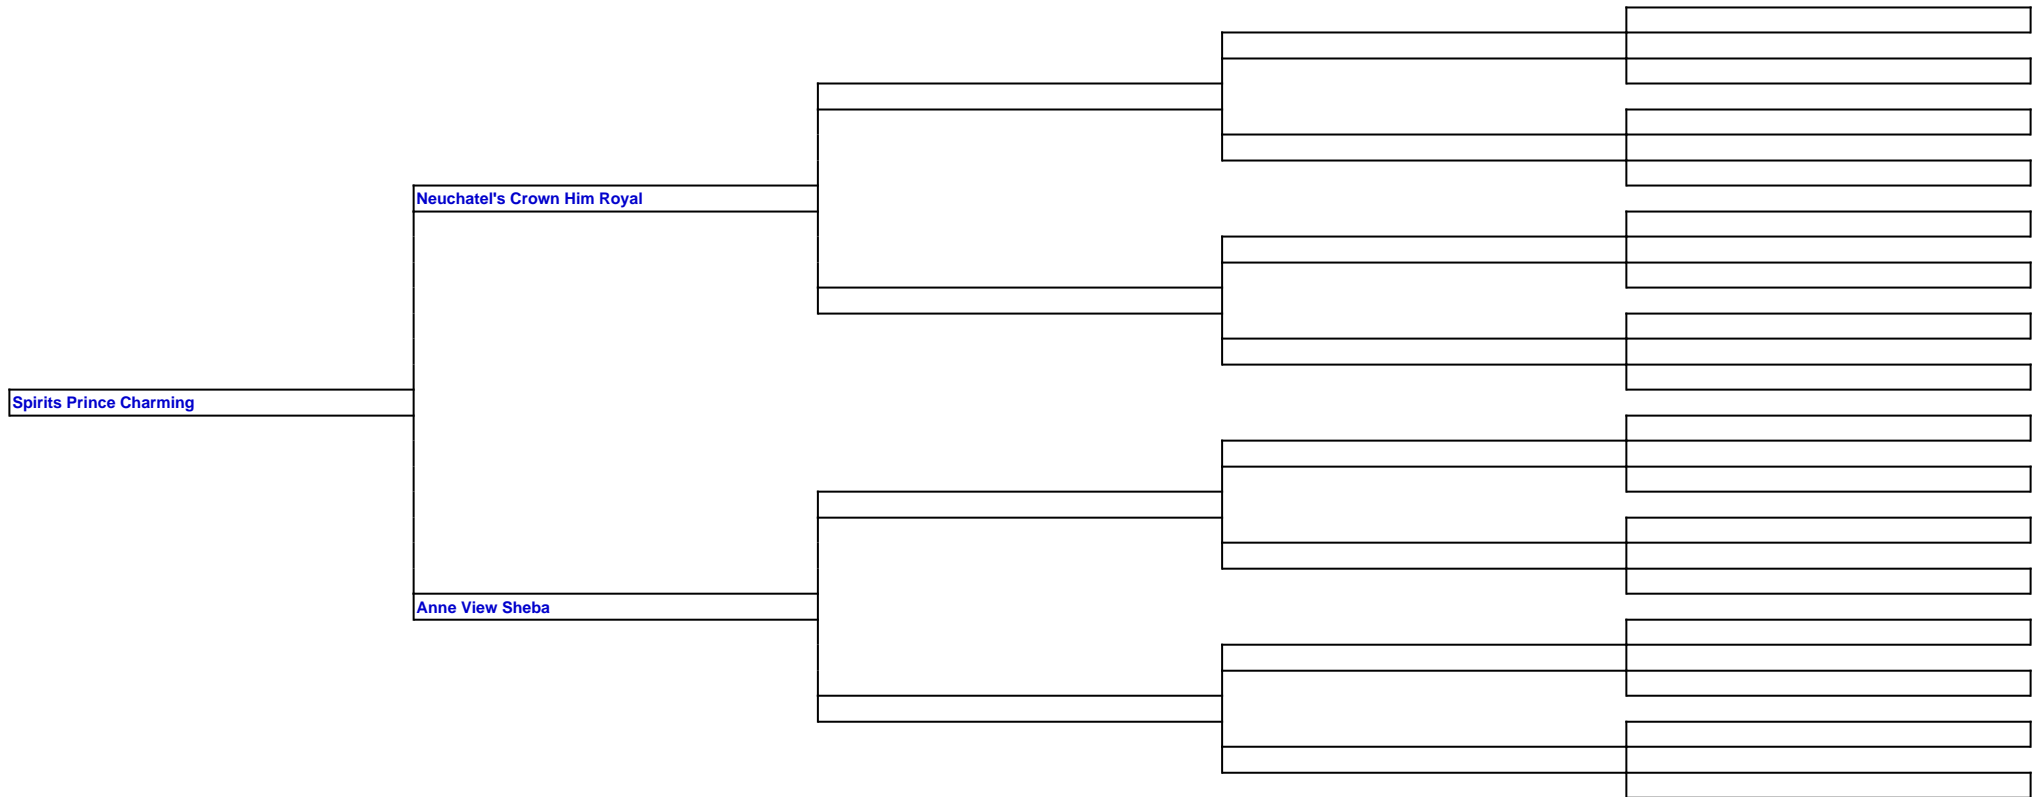 Neuchatel's Crown Him Royal
Spirits Prince Charming
Anne View Sheba